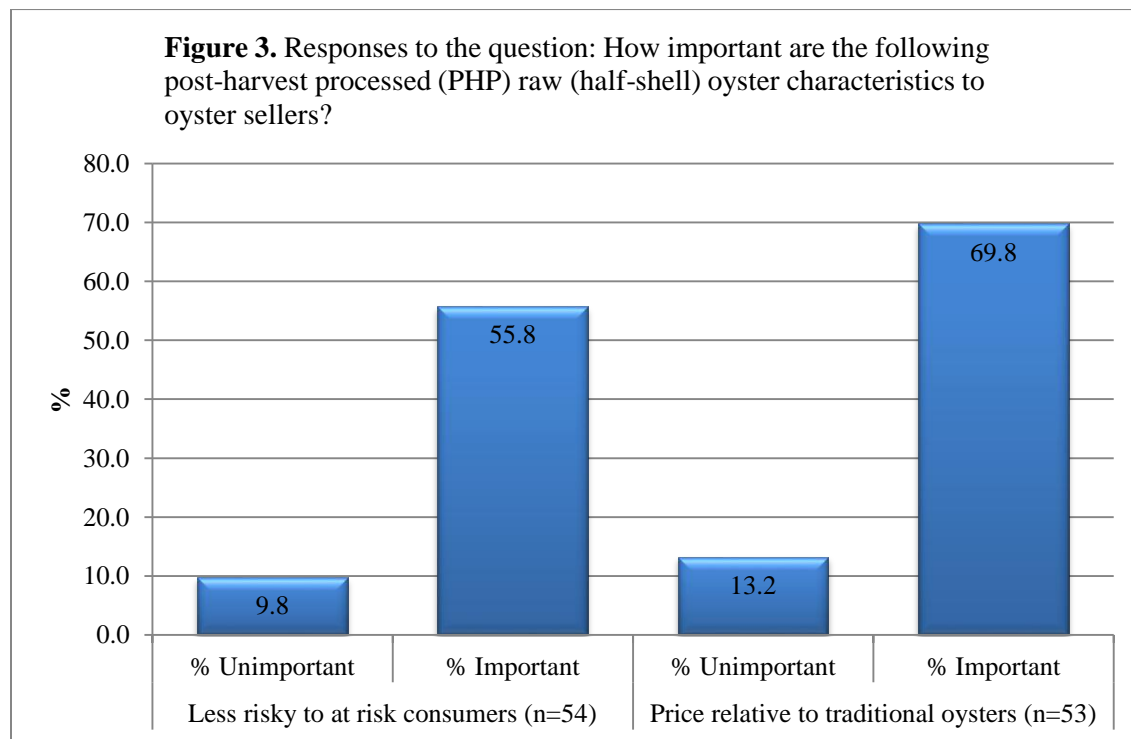 Figure 3. Responses to the question: How important are the following
post-harvest processed (PHP) raw (half-shell) oyster characteristics to
oyster sellers?
80.0
70.0
60.0
50.0
40.0
30.0
20.0
10.0
0.0
%
9.8
55.8
13.2
69.8
% Unimportant
% Important
% Unimportant
% Important
Less risky to at risk consumers (n=54)
Price relative to traditional oysters (n=53)